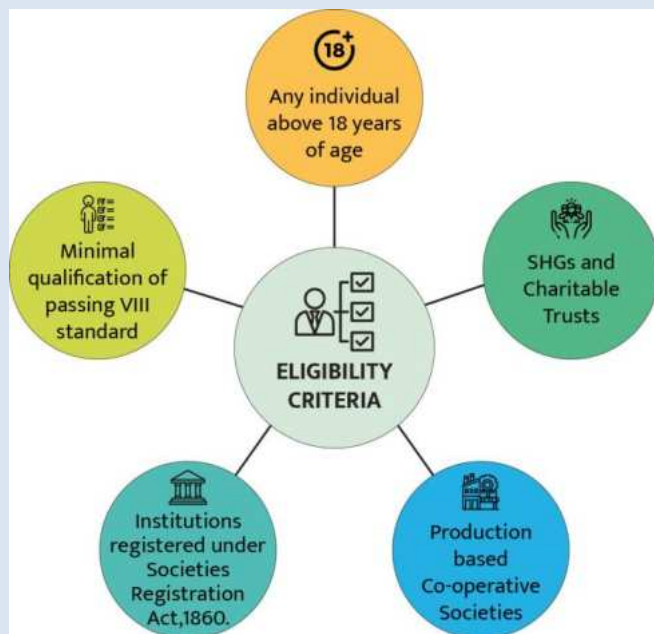 18+
Any individual
above 18 years
of age
Minimal
qualification of
passing VIII
standard
SHGs and
Charitable
Trusts
ELIGIBILITY
CRITERIA
Institutions
registered under
Societies
Registration
Act,1860.
Production
based
Co-operative
Societies